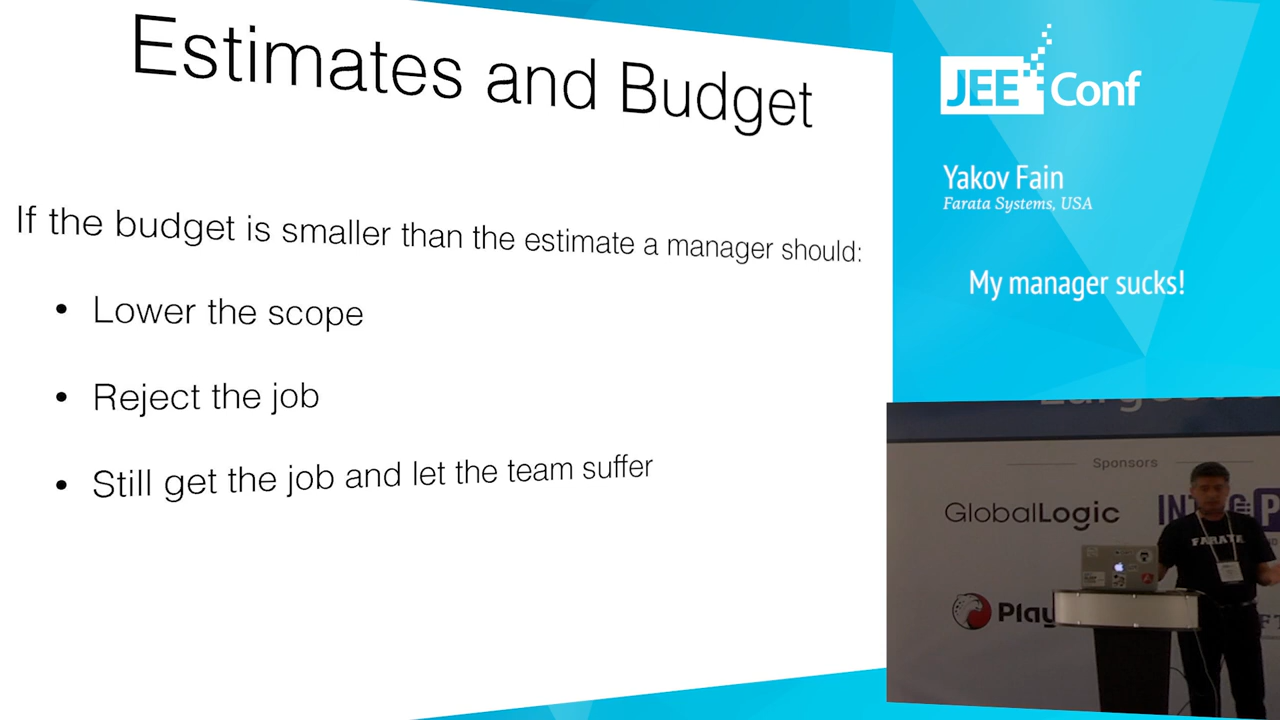 Estimates and Budget
If the budget is smaller than the estimate a manager should:
• Lower the scope
• Reject the job
• Still get the job and let the team suffer
JEE Conf
Yakov Fain
Farata Systems, USA
My manager sucks!
Sponsors
GlobalLogic
FARATA
Play